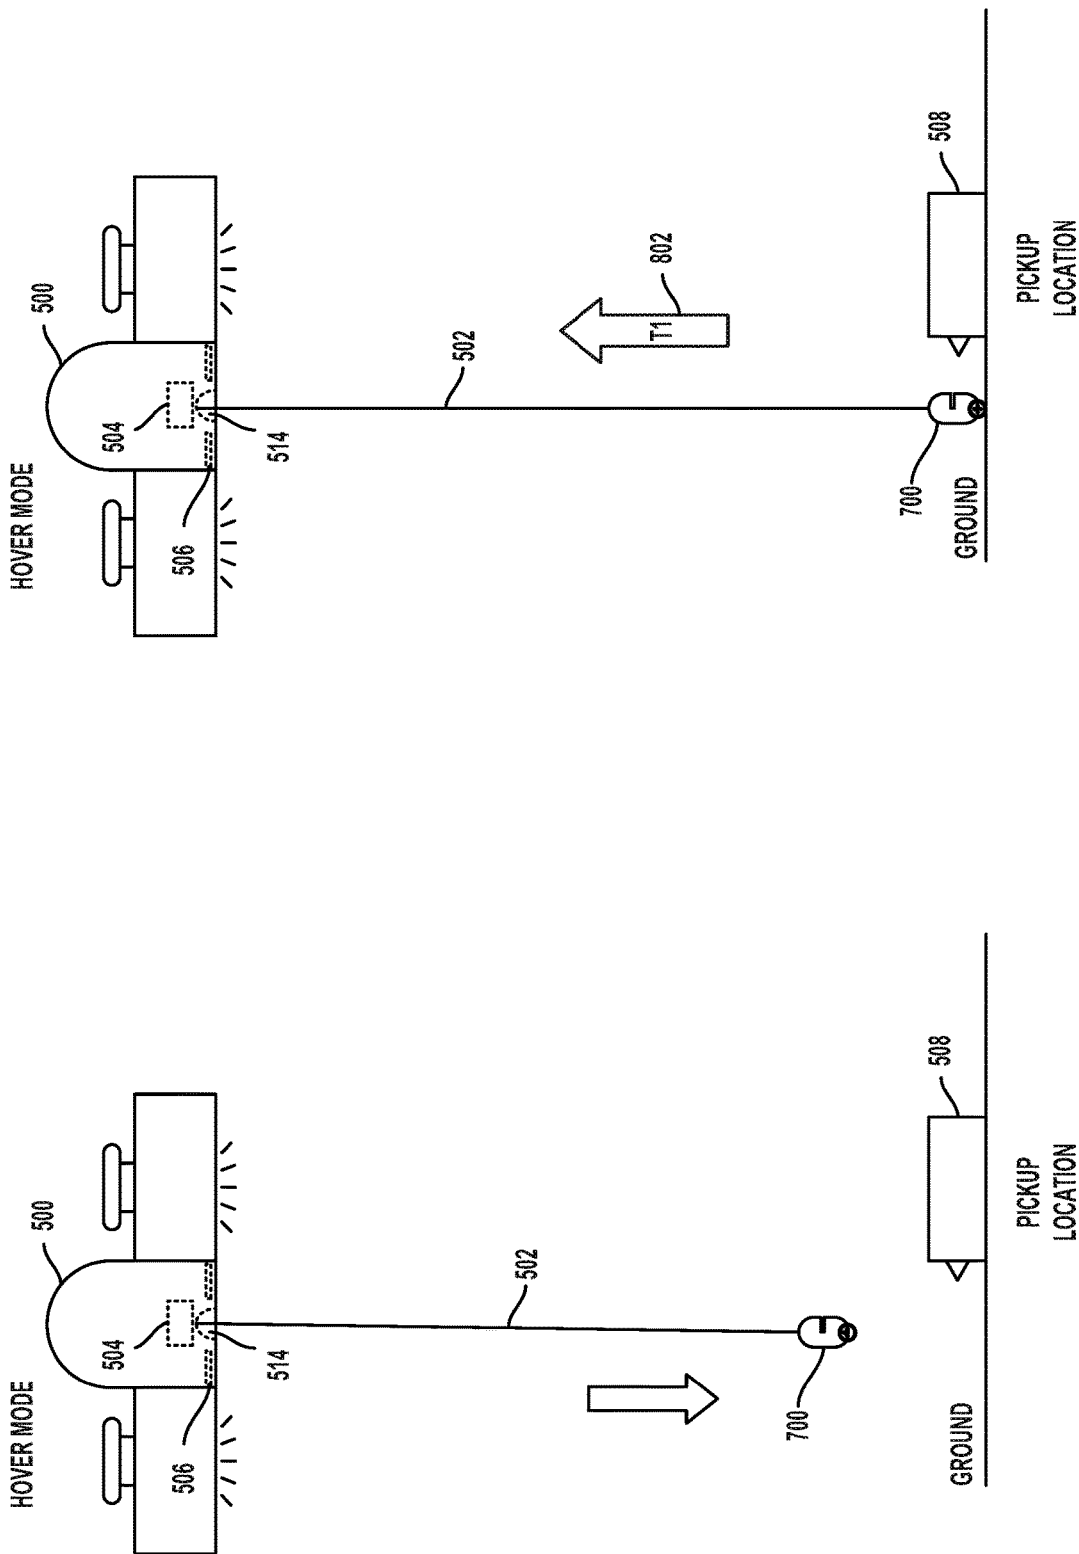 HOVER MODE
500
504
506
514
502
700
508
GROUND
PICKUP
LOCATION
HOVER MODE
500
504
506
514
502
T1
802
700
508
GROUND
PICKUP
LOCATION